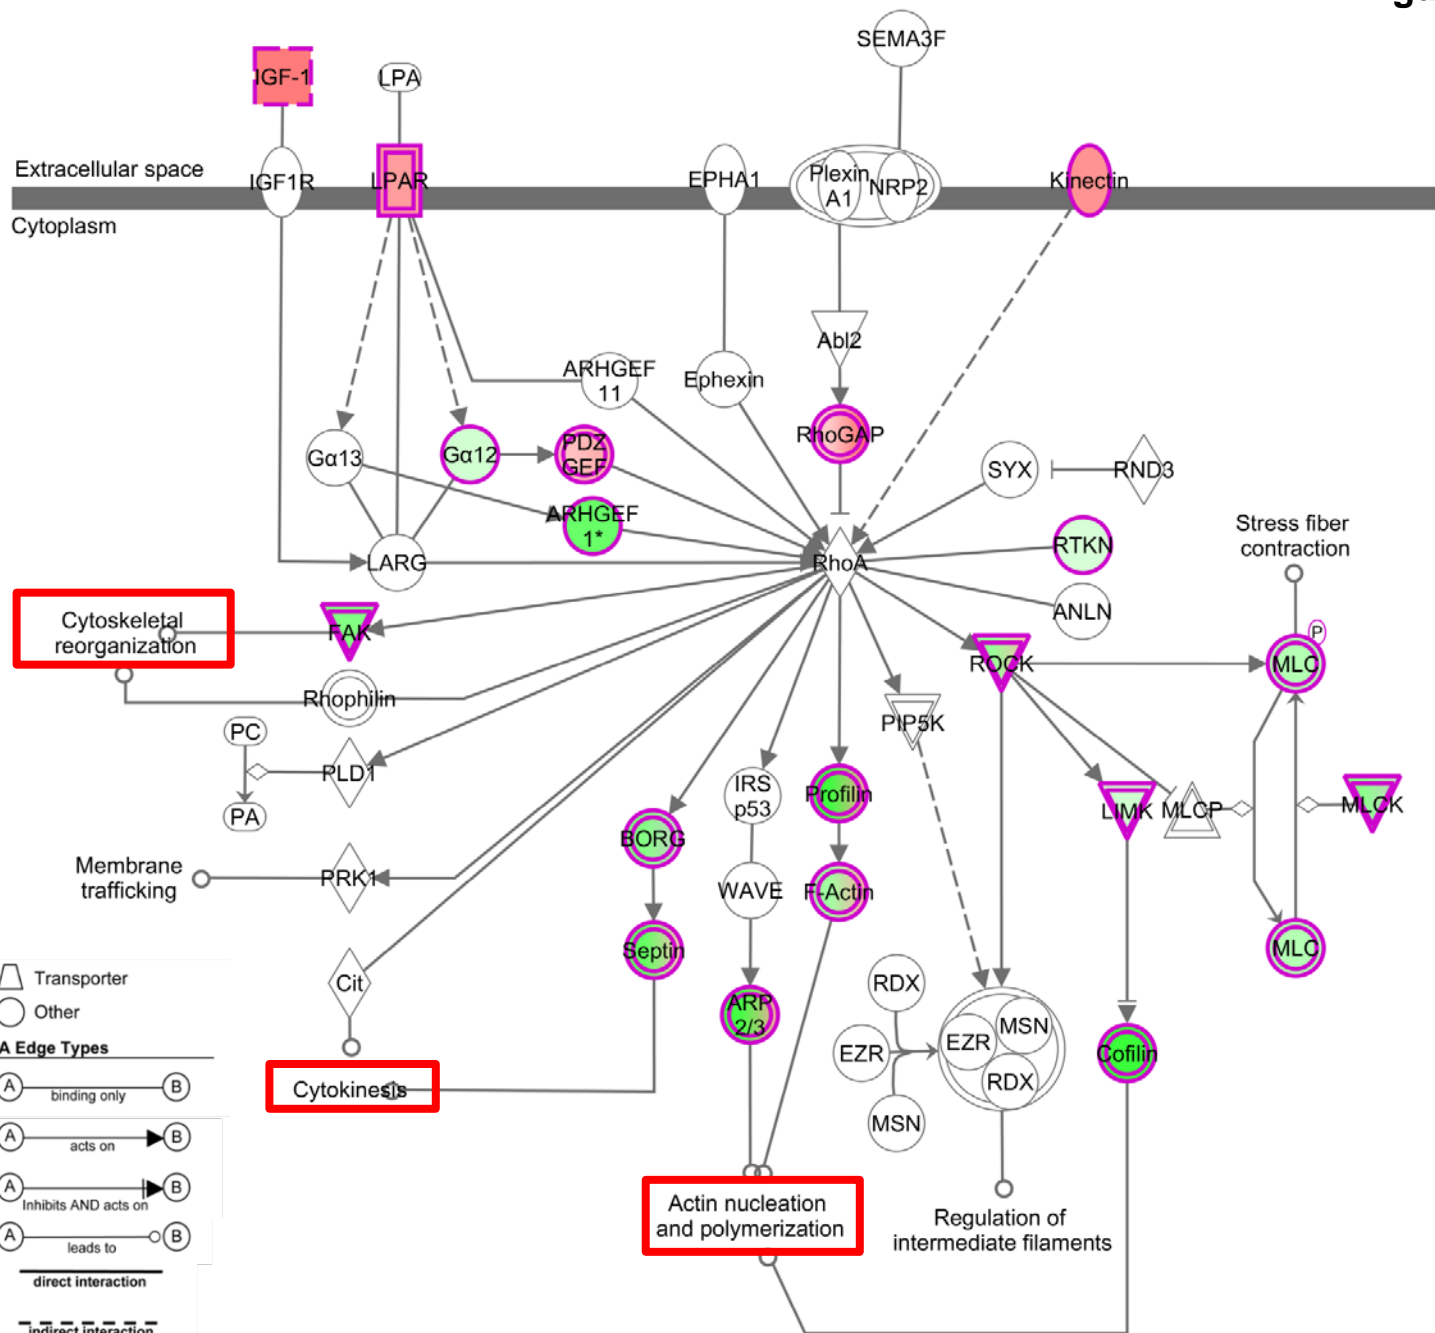 SEMA3F
IGF-1
LPA
Extracellular space
IGF1R
LPAR
EPHA1
Plexin
A1
NRP2
Kinectin
Cytoplasm
Abl2
ARHGEF
11
Ephexin
RhoGAP
Gα13
Gα12
PDZ
GEF
SYX
RND3
ARHGEF
1*
Stress fiber
contraction
LARG
RhoA
RTKN
ANLN
Cytoskeletal
reorganization
FAK
P
ROCK
MLC
Rhophilin
PIP5K
PC
PLD1
PA
IRS
p53
Profilin
LIMK
MLCP
MLCK
BORG
Membrane
trafficking
PRK1
WAVE
F-Actin
Septin
MLC
Cit
RDX
ARP
2/3
MSN
EZR
EZR
RDX
MSN
Cofilin
Transporter
Other
A Edge Types
A binding only B
A acts on B
A Inhibits AND acts on B
A leads to B
direct interaction
indirect interaction
Cytokinesis
Actin nucleation
and polymerization
Regulation of
intermediate filaments